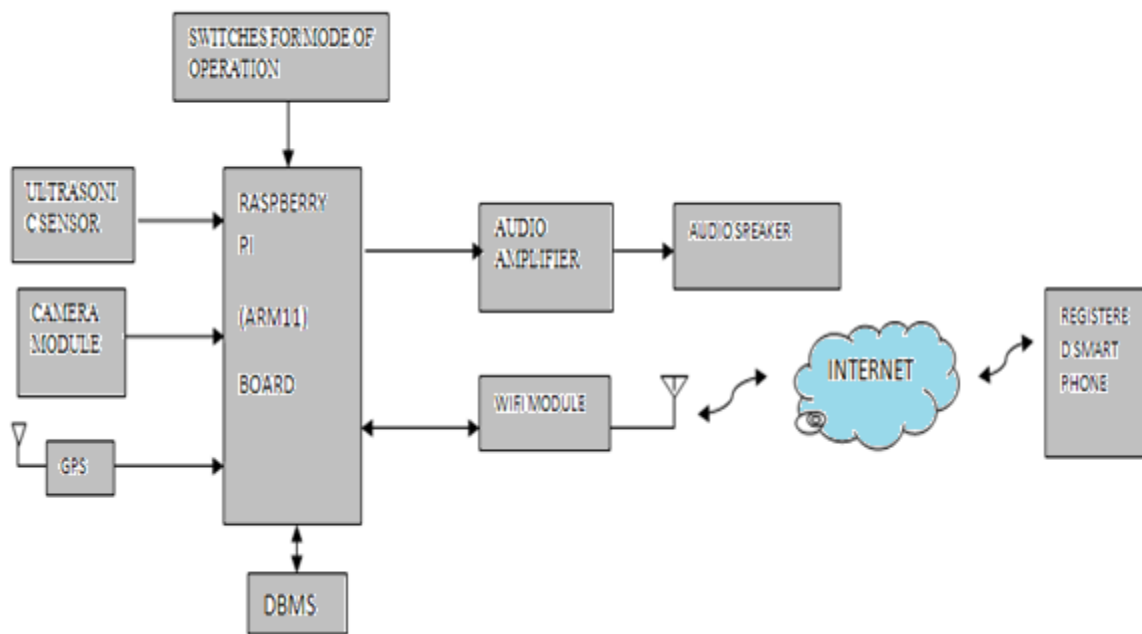 SWITCHES FOR MODE OF
OPERATION
ULTRASONI
C SENSOR
RASPBERRY
PI
(ARM11)
BOARD
AUDIO
AMPLIFIER
AUDIO SPEAKER
CAMERA
MODULE
REGISTERE
D SMART
PHONE
INTERNET
WIFI MODULE
GPS
DBMS